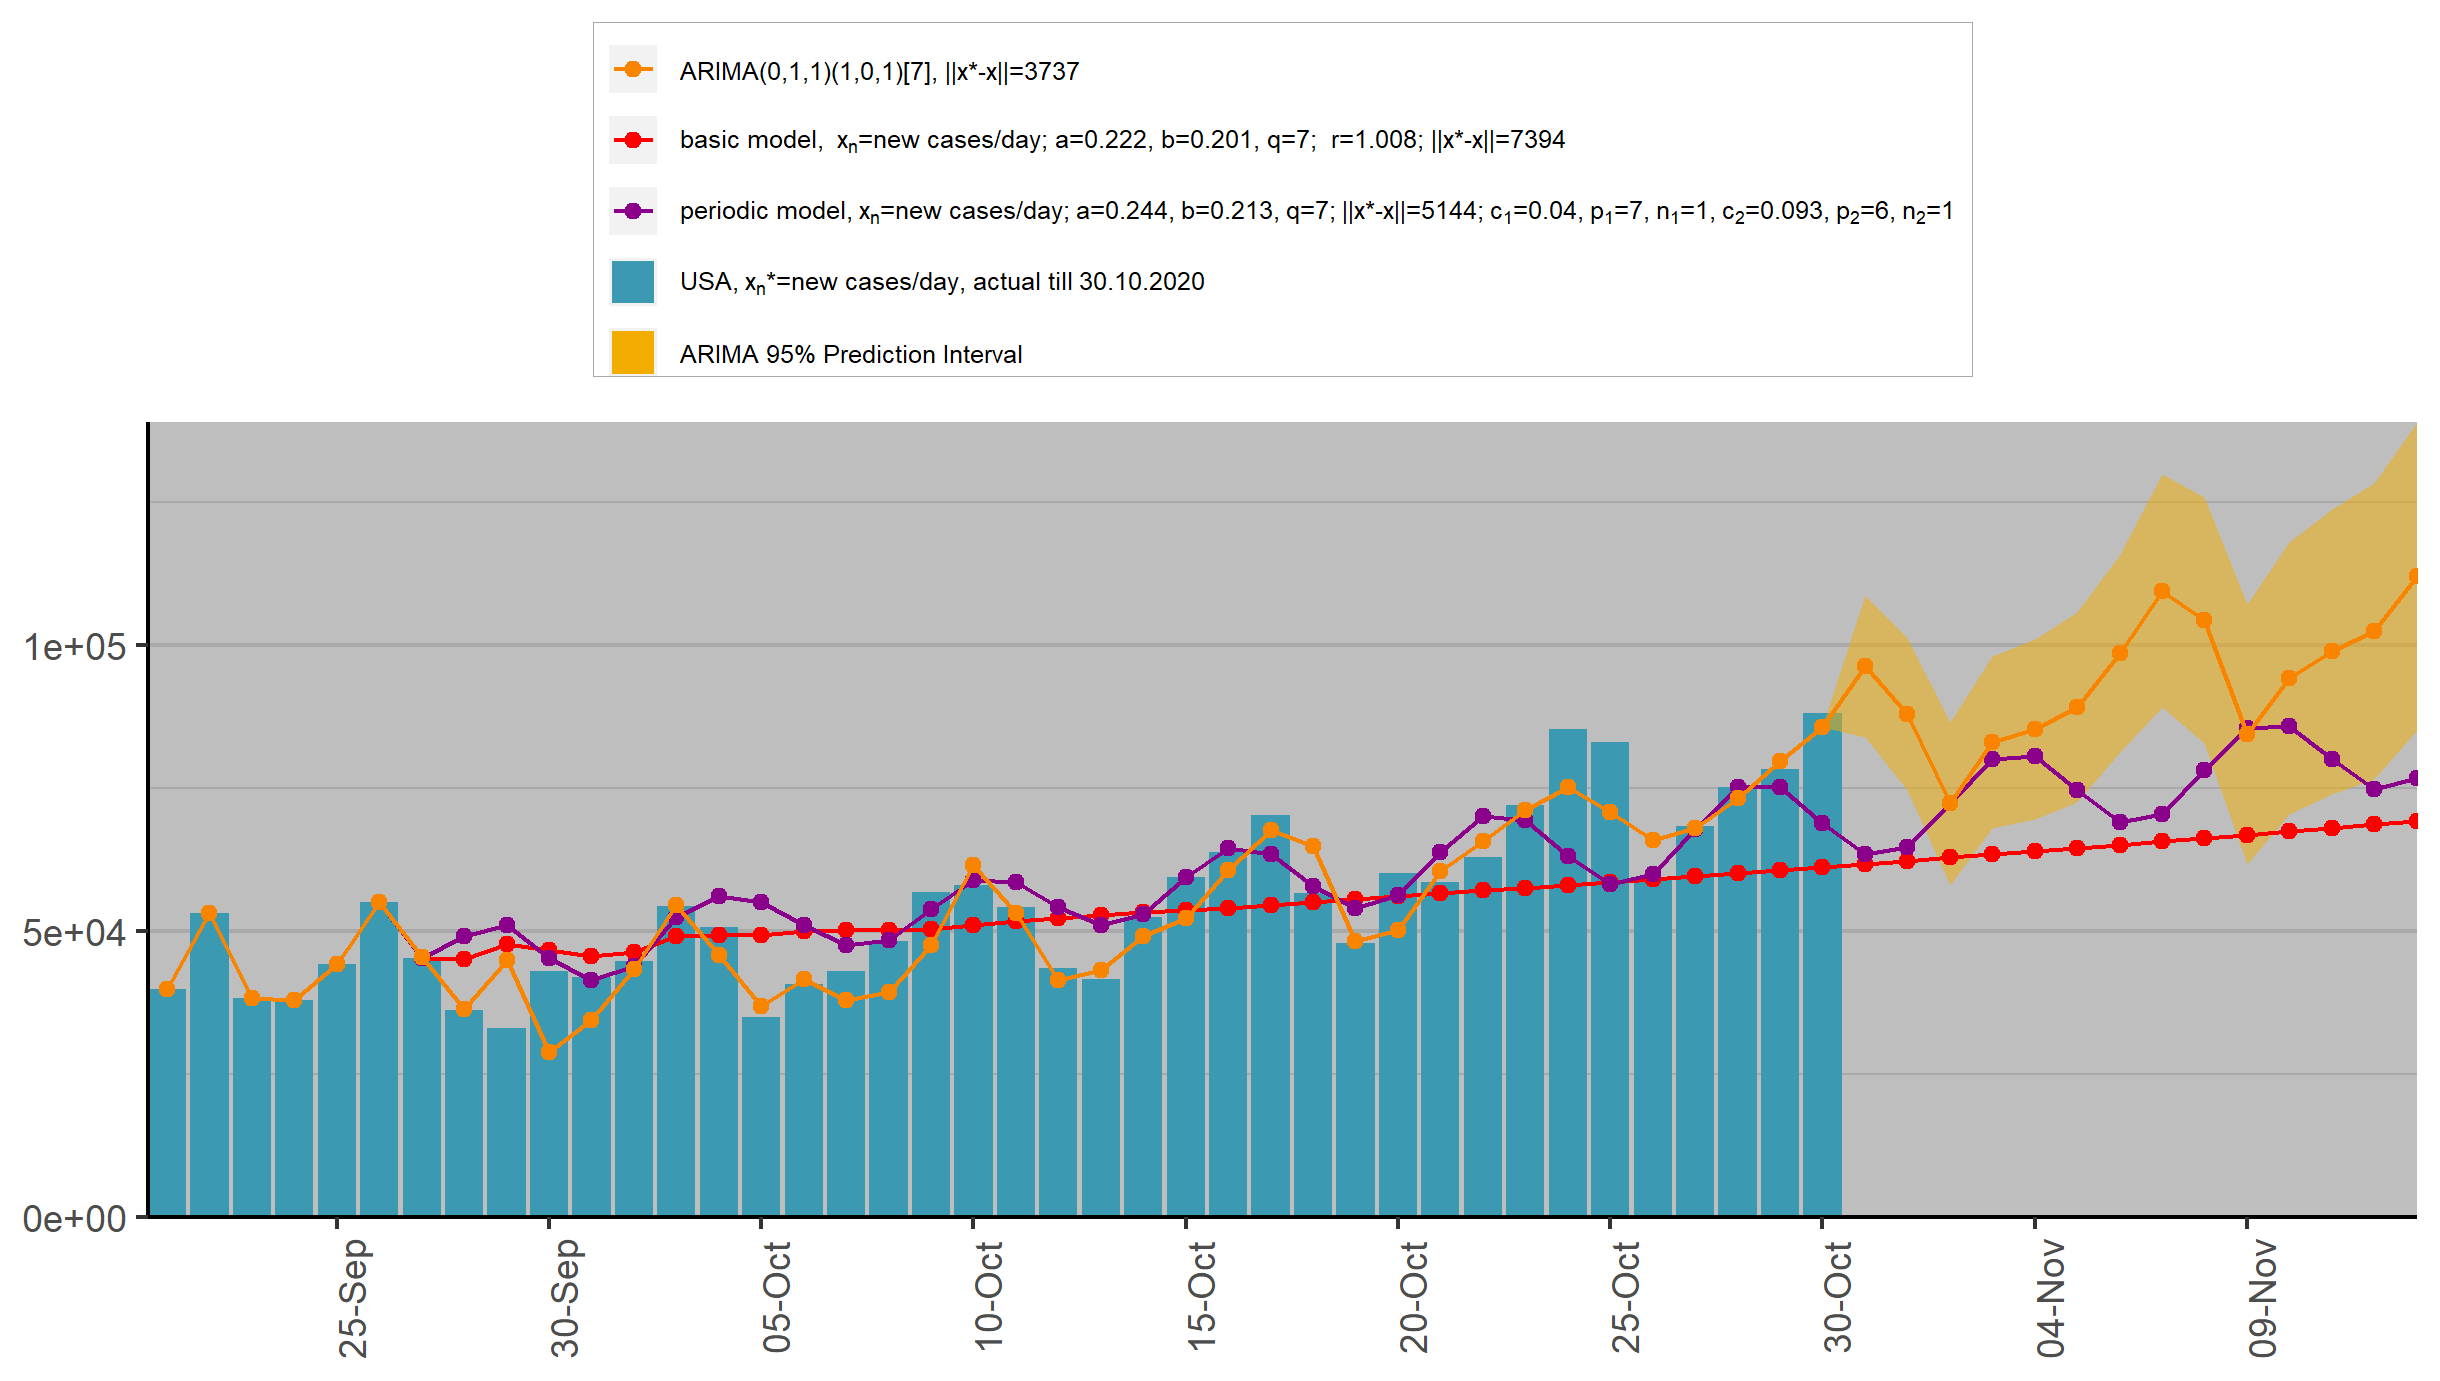 ARIMA(0,1,1)(1,0,1)[7], ||x*-x||=3737
basic model,  xₙ=new cases/day; a=0.222, b=0.201, q=7;  r=1.008; ||x*-x||=7394
periodic model, xₙ=new cases/day; a=0.244, b=0.213, q=7; ||x*-x||=5144; c₁=0.04, p₁=7, n₁=1, c₂=0.093, p₂=6, n₂=1
USA, xₙ*=new cases/day, actual till 30.10.2020
ARIMA 95% Prediction Interval
1e+05
5e+04
0e+00
25-Sep
30-Sep
05-Oct
10-Oct
15-Oct
20-Oct
25-Oct
30-Oct
04-Nov
09-Nov